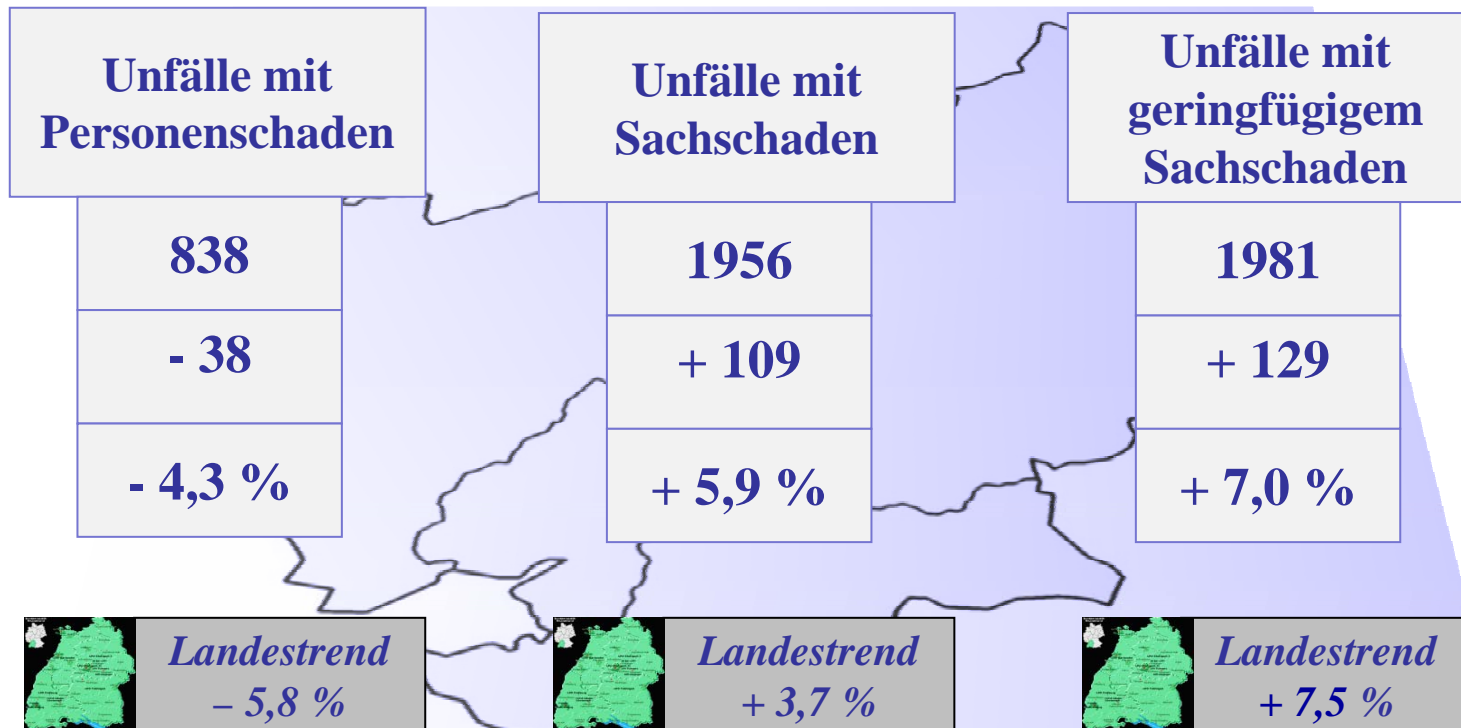 Unfälle mit
Personenschaden
838
- 38
- 4,3 %
Landestrend
– 5,8 %
Unfälle mit
Sachschaden
1956
+ 109
+ 5,9 %
Landestrend
+ 3,7 %
Unfälle mit
geringfügigem
Sachschaden
1981
+ 129
+ 7,0 %
Landestrend
+ 7,5 %